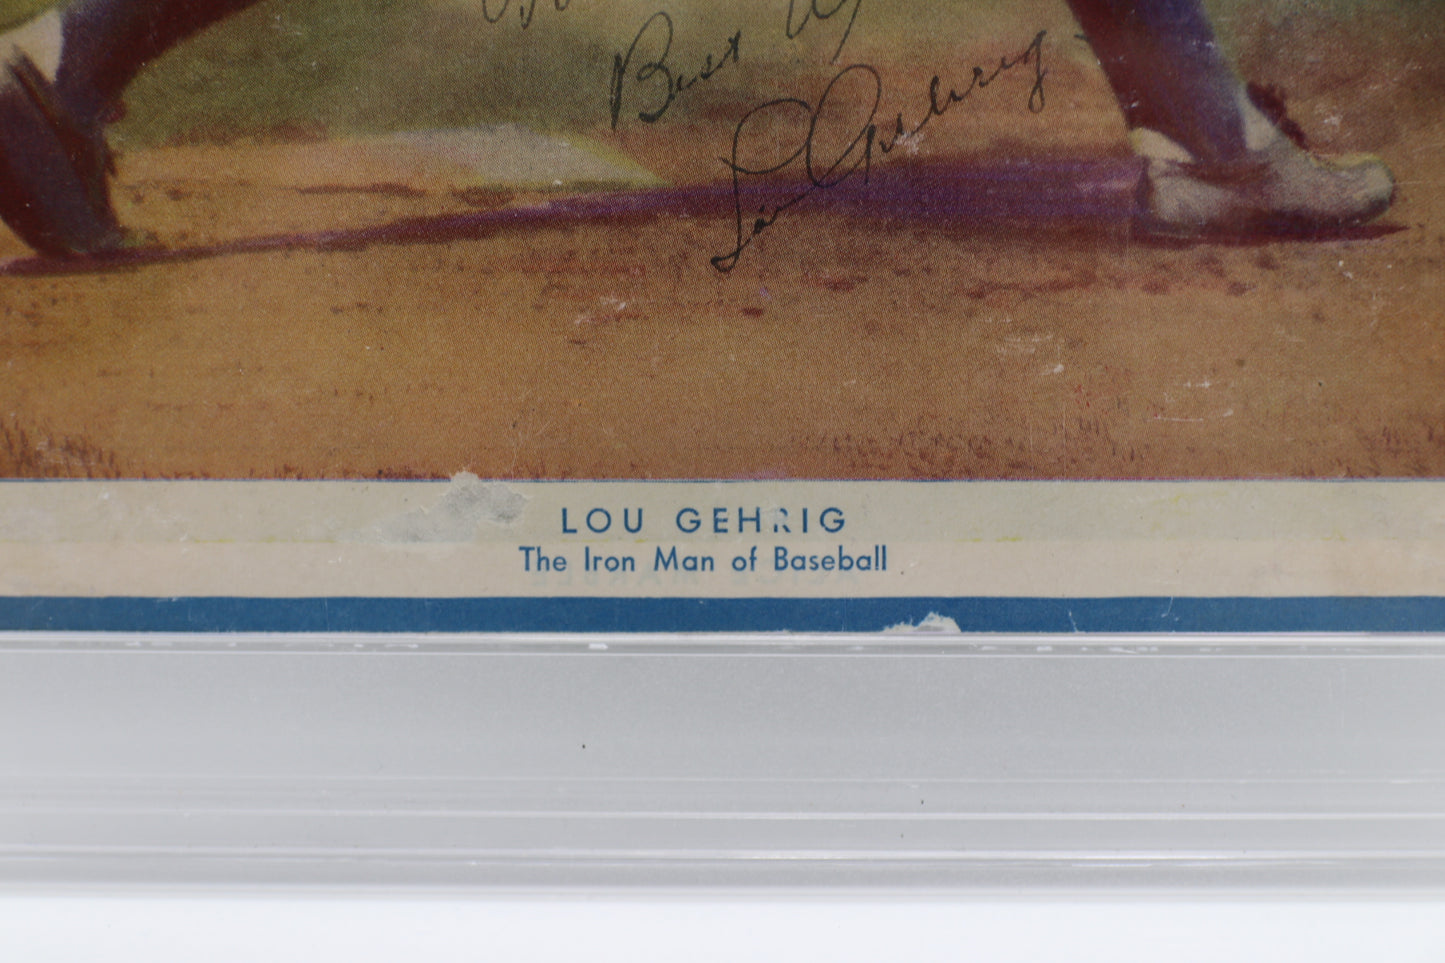 Best
Lou Gehrig
LOU GEHRIG
The Iron Man of Baseball